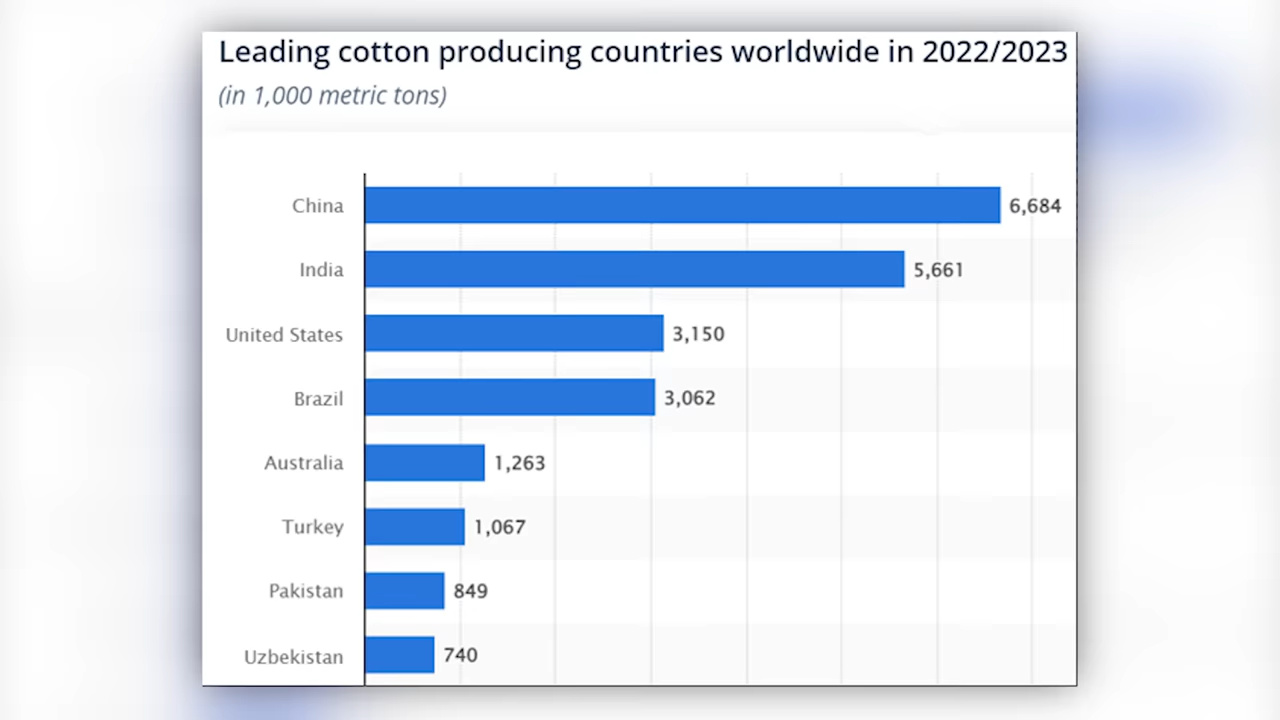 Leading cotton producing countries worldwide in 2022/2023
(in 1,000 metric tons)
China 6,684
India 5,661
United States 3,150
Brazil 3,062
Australia 1,263
Turkey 1,067
Pakistan 849
Uzbekistan 740